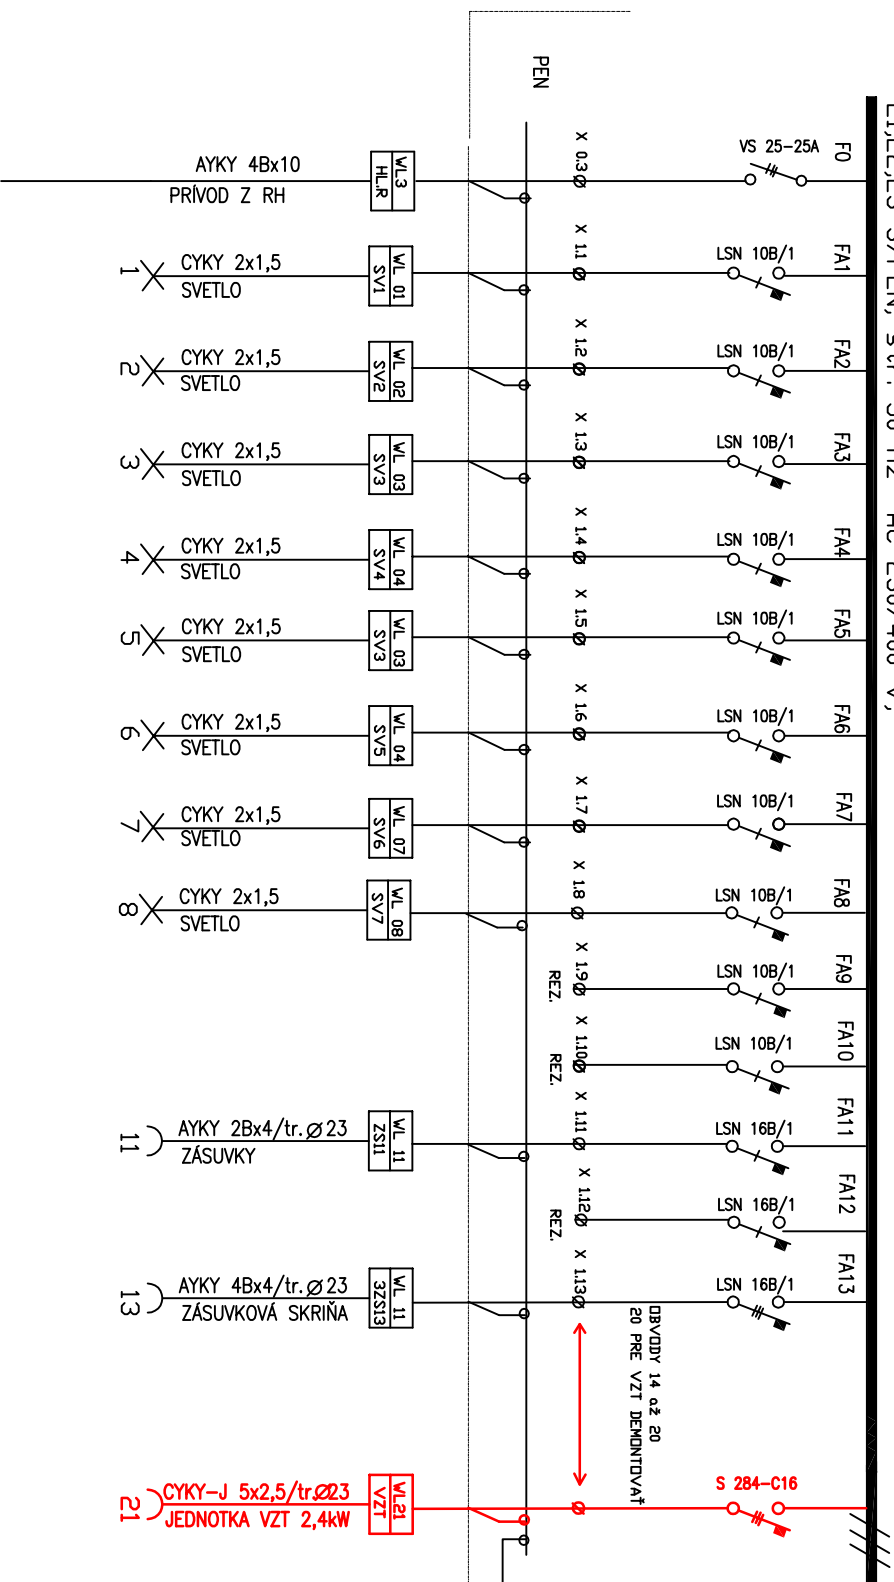 PEN
F0
VS 25-25A
X 0.3
WL3
HL.R
AYKY 4Bx10
PRÍVOD Z RH
FA1
LSN 10B/1
X 1.1
WL 01
SV1
CYKY 2x1,5
SVETLO
1
FA2
LSN 10B/1
X 1.2
WL 02
SV2
CYKY 2x1,5
SVETLO
2
FA3
LSN 10B/1
X 1.3
WL 03
SV3
CYKY 2x1,5
SVETLO
3
FA4
LSN 10B/1
X 1.4
WL 04
SV4
CYKY 2x1,5
SVETLO
4
FA5
LSN 10B/1
X 1.5
WL 03
SV3
CYKY 2x1,5
SVETLO
5
FA6
LSN 10B/1
X 1.6
WL 04
SV5
CYKY 2x1,5
SVETLO
6
FA7
LSN 10B/1
X 1.7
WL 07
SV6
CYKY 2x1,5
SVETLO
7
FA8
LSN 10B/1
X 1.8
WL 08
SV7
CYKY 2x1,5
SVETLO
8
FA9
LSN 10B/1
X 1.9
REZ.
FA10
LSN 10B/1
X 1.10
REZ.
FA11
LSN 16B/1
X 1.11
WL 11
ZS11
AYKY 2Bx4/tr.⌀23
ZÁSUVKY
11
FA12
LSN 16B/1
X 1.12
REZ.
FA13
LSN 16B/1
X 1.13
WL 11
3ZS13
AYKY 4Bx4/tr.⌀23
ZÁSUVKOVÁ SKRIŇA
13
OBVODY 14 až 20
20 PRE VZT DEMONTOVAŤ
S 284-C16
WL21
VZT
CYKY-J 5x2,5/tr⌀23
JEDNOTKA VZT 2,4kW
21